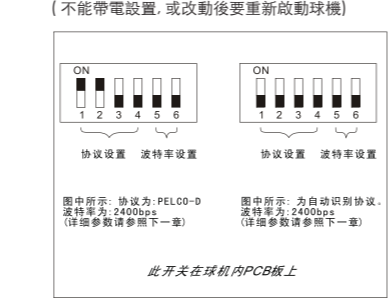 (不能帶電設置,或改動後要重新啟動球機)
ON
1 2 3 4 5 6
协议设置 波特率设置
图中所示: 协议为:PELCO-D
波特率为:2400bps
(详细参数请参照下一章)
ON
1 2 3 4 5 6
协议设置 波特率设置
图中所示: 为自动识别协议。
波特率为:2400bps
(详细参数请参照下一章)
此开关在球机内PCB板上